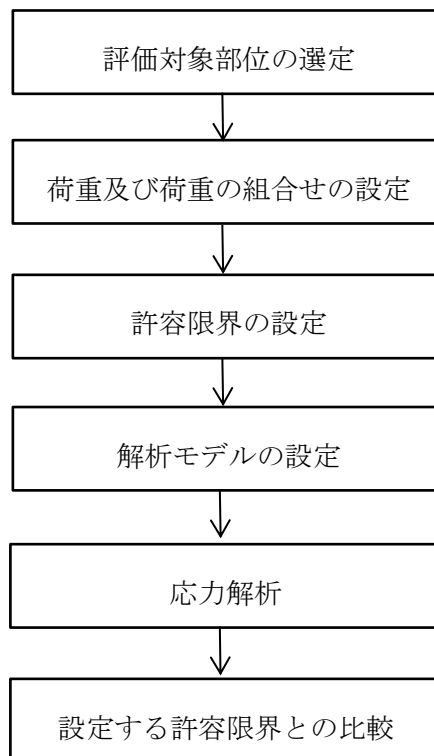 評価対象部位の選定
荷重及び荷重の組合せの設定
許容限界の設定
解析モデルの設定
応力解析
設定する許容限界との比較